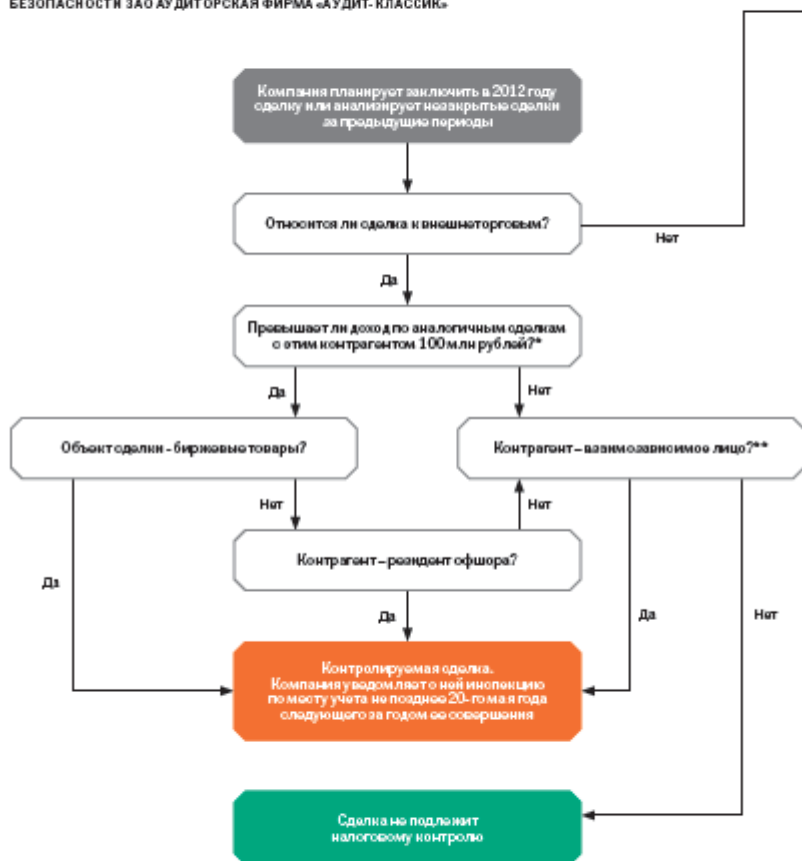 БЕЗОПАСНОСТИ ЗАО АУДИТОРСКАЯ ФИРМА «АУДИТ-КЛАССИК»
Компания планирует заключить в 2012 году
сделку или анализирует незакрытые сделки
за предыдущие периоды
Относится ли сделка к внешнеторговым?
Нет
Да
Превышает ли доход по аналогичным сделкам
с этим контрагентом 100 млн рублей?*
Да
Нет
Объект сделки - биржевые товары?
Контрагент – взаимозависимое лицо?**
Нет
Нет
Контрагент – резидент офшора?
Да
Да
Да
Нет
Контролируемая сделка.
Компания уведомляет о ней инспекцию
по месту учета не позднее 20-го мая года
следующего за годом ее совершения
Сделка не подлежит
налоговому контролю